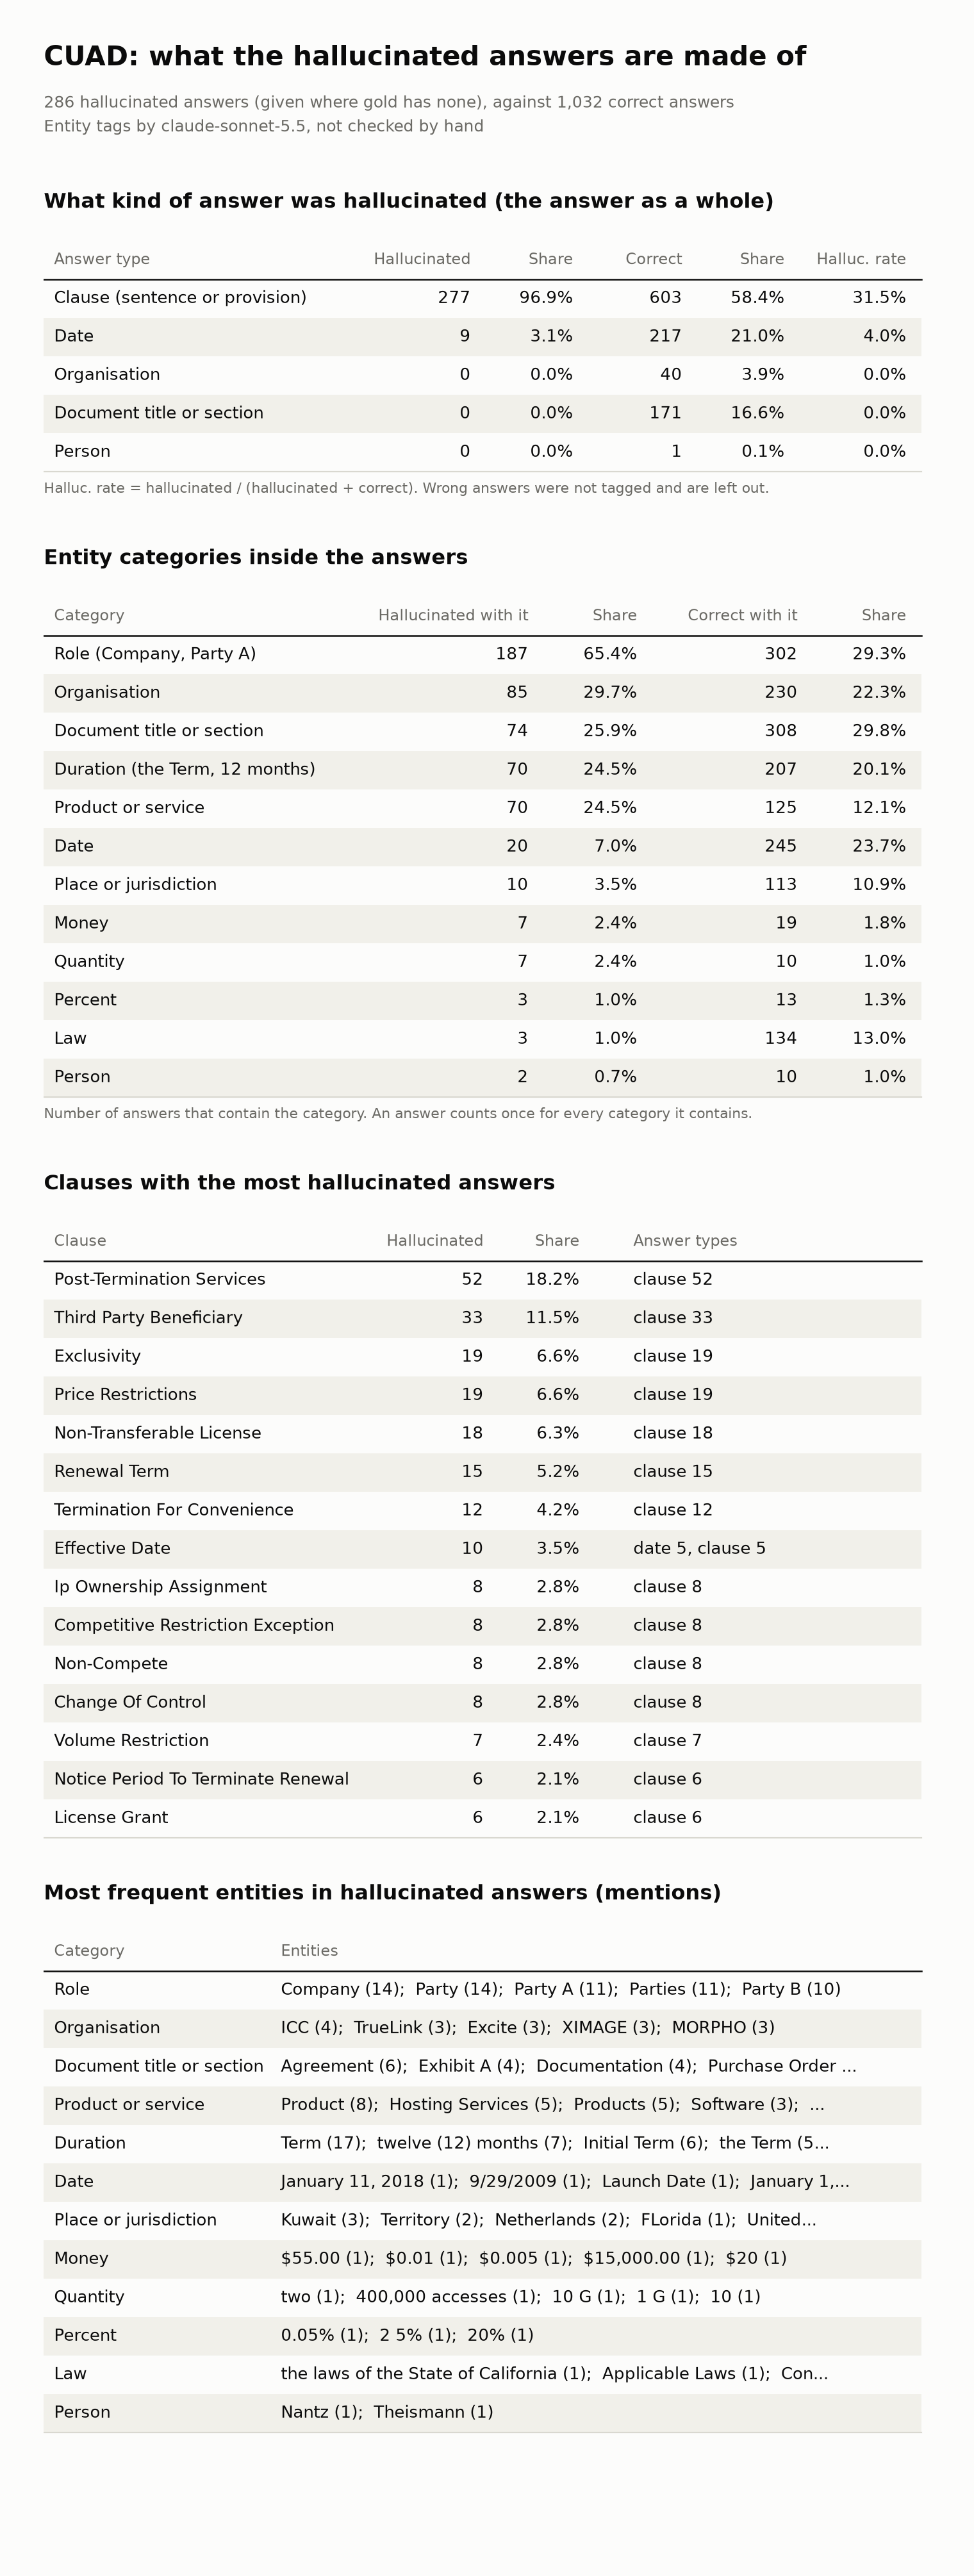 CUAD: what the hallucinated answers are made of
286 hallucinated answers (given where gold has none), against 1,032 correct answers
Entity tags by claude-sonnet-5.5, not checked by hand
What kind of answer was hallucinated (the answer as a whole)
Answer type Hallucinated Share Correct Share Halluc. rate
Clause (sentence or provision) 277 96.9% 603 58.4% 31.5%
Date 9 3.1% 217 21.0% 4.0%
Organisation 0 0.0% 40 3.9% 0.0%
Document title or section 0 0.0% 171 16.6% 0.0%
Person 0 0.0% 1 0.1% 0.0%
Halluc. rate = hallucinated / (hallucinated + correct). Wrong answers were not tagged and are left out.
Entity categories inside the answers
Category Hallucinated with it Share Correct with it Share
Role (Company, Party A) 187 65.4% 302 29.3%
Organisation 85 29.7% 230 22.3%
Document title or section 74 25.9% 308 29.8%
Duration (the Term, 12 months) 70 24.5% 207 20.1%
Product or service 70 24.5% 125 12.1%
Date 20 7.0% 245 23.7%
Place or jurisdiction 10 3.5% 113 10.9%
Money 7 2.4% 19 1.8%
Quantity 7 2.4% 10 1.0%
Percent 3 1.0% 13 1.3%
Law 3 1.0% 134 13.0%
Person 2 0.7% 10 1.0%
Number of answers that contain the category. An answer counts once for every category it contains.
Clauses with the most hallucinated answers
Clause Hallucinated Share Answer types
Post-Termination Services 52 18.2% clause 52
Third Party Beneficiary 33 11.5% clause 33
Exclusivity 19 6.6% clause 19
Price Restrictions 19 6.6% clause 19
Non-Transferable License 18 6.3% clause 18
Renewal Term 15 5.2% clause 15
Termination For Convenience 12 4.2% clause 12
Effective Date 10 3.5% date 5, clause 5
Ip Ownership Assignment 8 2.8% clause 8
Competitive Restriction Exception 8 2.8% clause 8
Non-Compete 8 2.8% clause 8
Change Of Control 8 2.8% clause 8
Volume Restriction 7 2.4% clause 7
Notice Period To Terminate Renewal 6 2.1% clause 6
License Grant 6 2.1% clause 6
Most frequent entities in hallucinated answers (mentions)
Category Entities
Role Company (14); Party (14); Party A (11); Parties (11); Party B (10)
Organisation ICC (4); TrueLink (3); Excite (3); XIMAGE (3); MORPHO (3)
Document title or section Agreement (6); Exhibit A (4); Documentation (4); Purchase Order ...
Product or service Product (8); Hosting Services (5); Products (5); Software (3); ...
Duration Term (17); twelve (12) months (7); Initial Term (6); the Term (5...
Date January 11, 2018 (1); 9/29/2009 (1); Launch Date (1); January 1,...
Place or jurisdiction Kuwait (3); Territory (2); Netherlands (2); FLorida (1); United...
Money $55.00 (1); $0.01 (1); $0.005 (1); $15,000.00 (1); $20 (1)
Quantity two (1); 400,000 accesses (1); 10 G (1); 1 G (1); 10 (1)
Percent 0.05% (1); 2 5% (1); 20% (1)
Law the laws of the State of California (1); Applicable Laws (1); Con...
Person Nantz (1); Theismann (1)